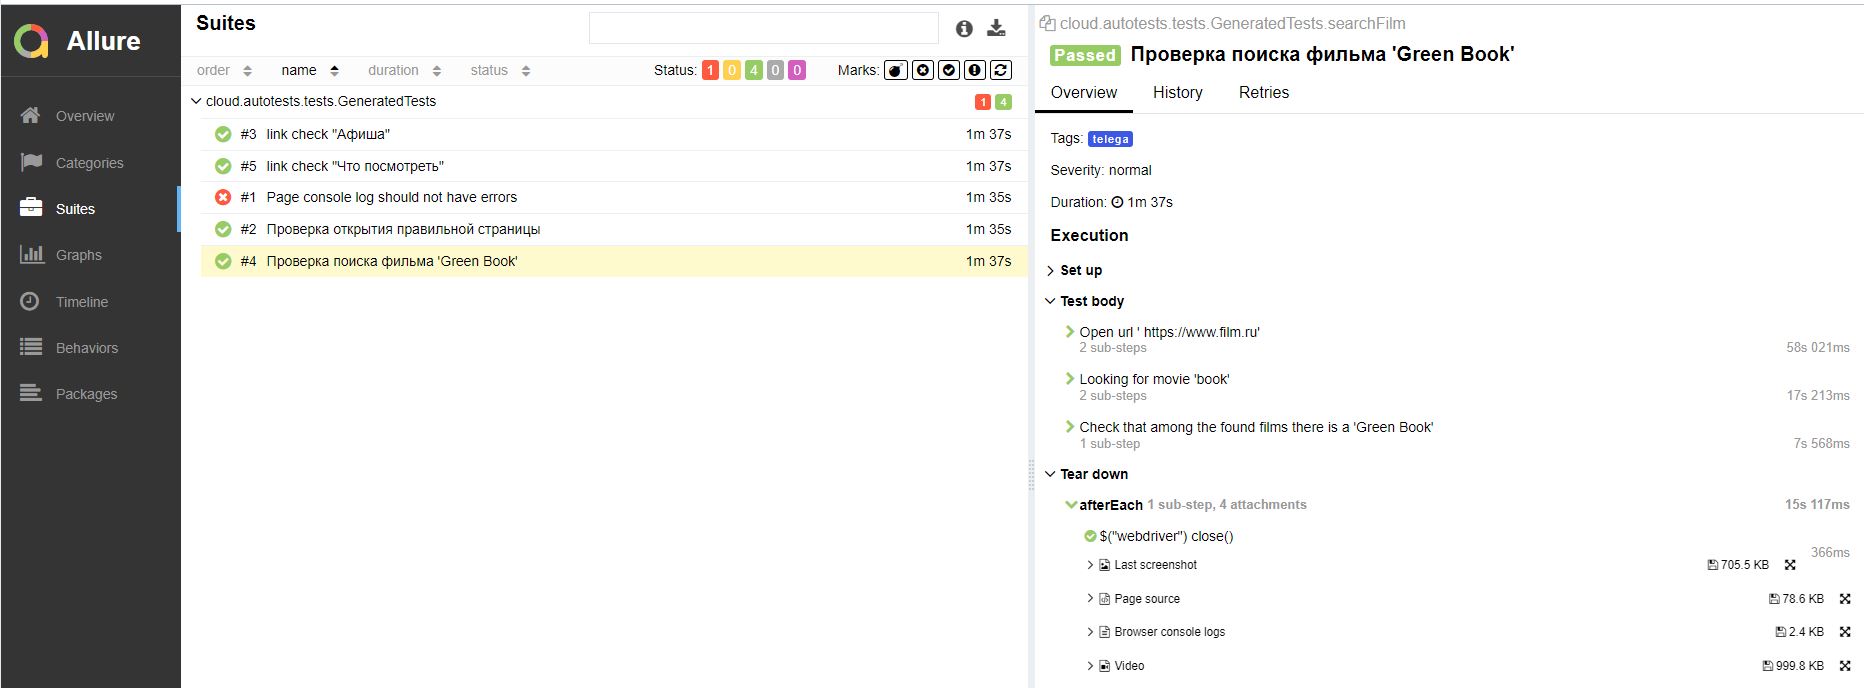 Allure
Overview
Categories
Suites
Graphs
Timeline
Behaviors
Packages
Suites
order name duration status Status: 1 0 4 0 0 Marks:
cloud.autotests.tests.GeneratedTests 1 4
#3 link check "Афиша" 1m 37s
#5 link check "Что посмотреть" 1m 37s
#1 Page console log should not have errors 1m 35s
#2 Проверка открытия правильной страницы 1m 35s
#4 Проверка поиска фильма 'Green Book' 1m 37s
cloud.autotests.tests.GeneratedTests.searchFilm
Passed Проверка поиска фильма 'Green Book'
Overview History Retries
Tags: telega
Severity: normal
Duration: 1m 37s
Execution
Set up
Test body
Open url ' https://www.film.ru'
2 sub-steps 58s 021ms
Looking for movie 'book'
2 sub-steps 17s 213ms
Check that among the found films there is a 'Green Book'
1 sub-step 7s 568ms
Tear down
afterEach 1 sub-step, 4 attachments 15s 117ms
$("webdriver") close()
366ms
Last screenshot 705.5 KB
Page source 78.6 KB
Browser console logs 2.4 KB
Video 999.8 KB